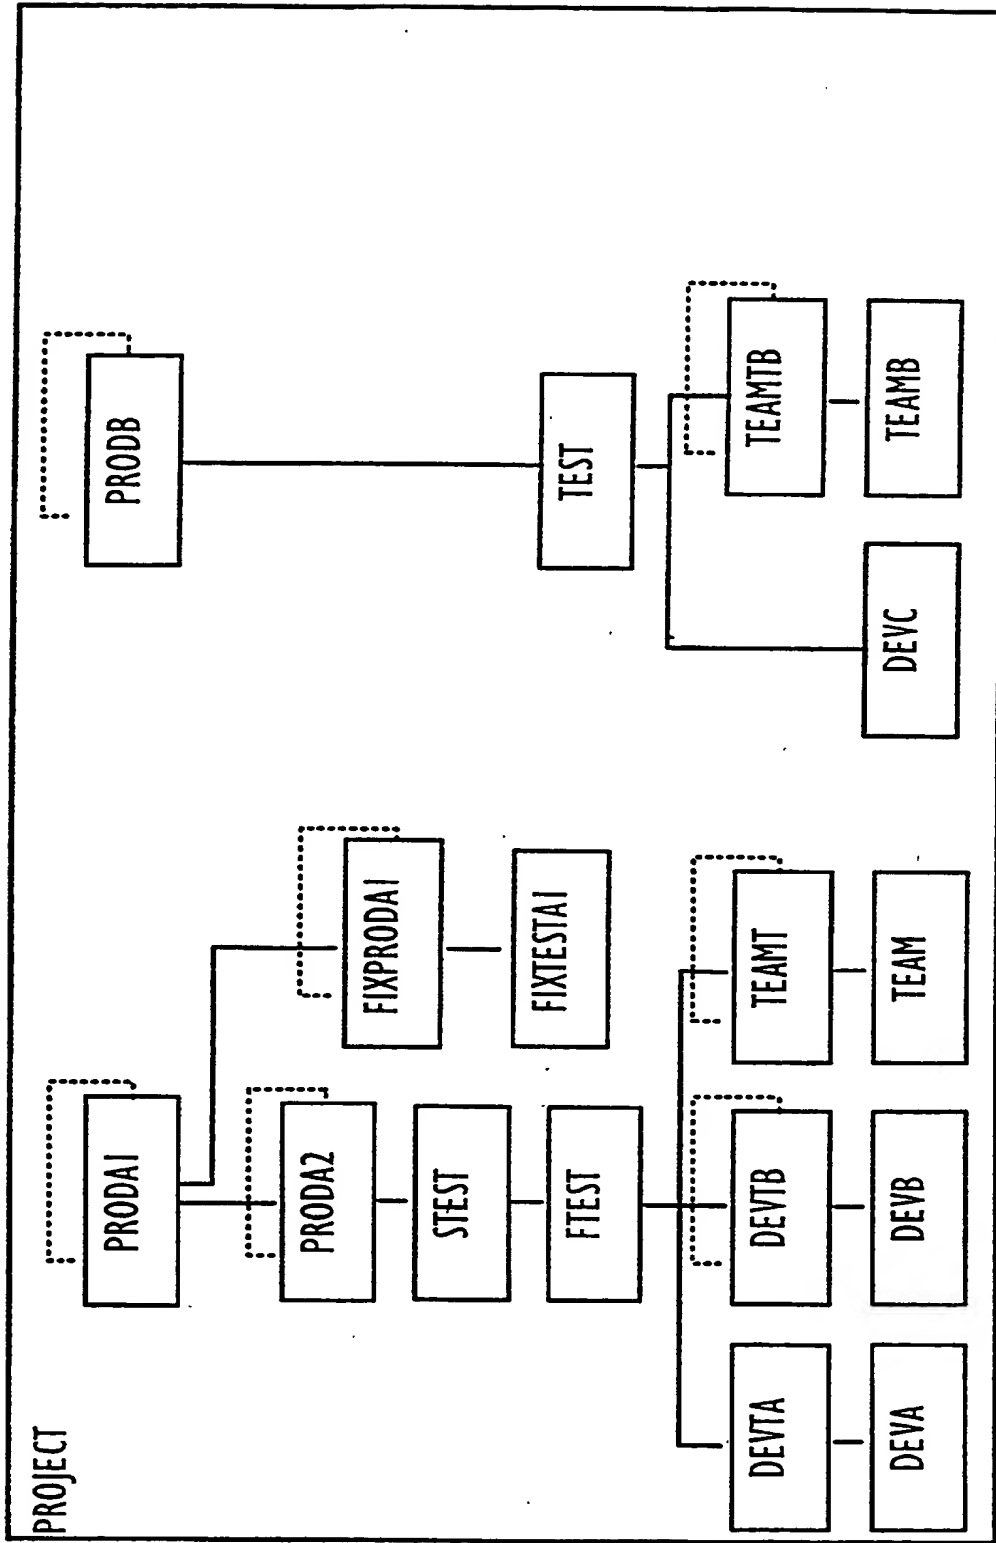 PROJECT
PRODA1
PRODB
PRODA2
FIXPRODA1
STEST
FIXTESTA1
FTEST
TEST
DEVTA
DEVTB
TEAMT
TEAMTB
DEVA
DEVB
TEAM
DEVC
TEAMB